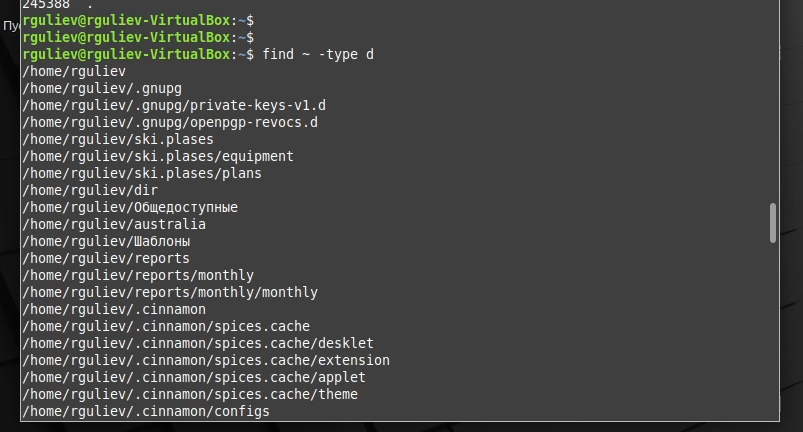 245388 .
Пус
rguliev@rguliev-VirtualBox:~$
rguliev@rguliev-VirtualBox:~$
rguliev@rguliev-VirtualBox:~$ find ~ -type d
/home/rguliev
/home/rguliev/.gnupg
/home/rguliev/.gnupg/private-keys-v1.d
/home/rguliev/.gnupg/openpgp-revocs.d
/home/rguliev/ski.plases
/home/rguliev/ski.plases/equipment
/home/rguliev/ski.plases/plans
/home/rguliev/dir
/home/rguliev/Общедоступные
/home/rguliev/australia
/home/rguliev/Шаблоны
/home/rguliev/reports
/home/rguliev/reports/monthly
/home/rguliev/reports/monthly/monthly
/home/rguliev/.cinnamon
/home/rguliev/.cinnamon/spices.cache
/home/rguliev/.cinnamon/spices.cache/desklet
/home/rguliev/.cinnamon/spices.cache/extension
/home/rguliev/.cinnamon/spices.cache/applet
/home/rguliev/.cinnamon/spices.cache/theme
/home/rguliev/.cinnamon/configs